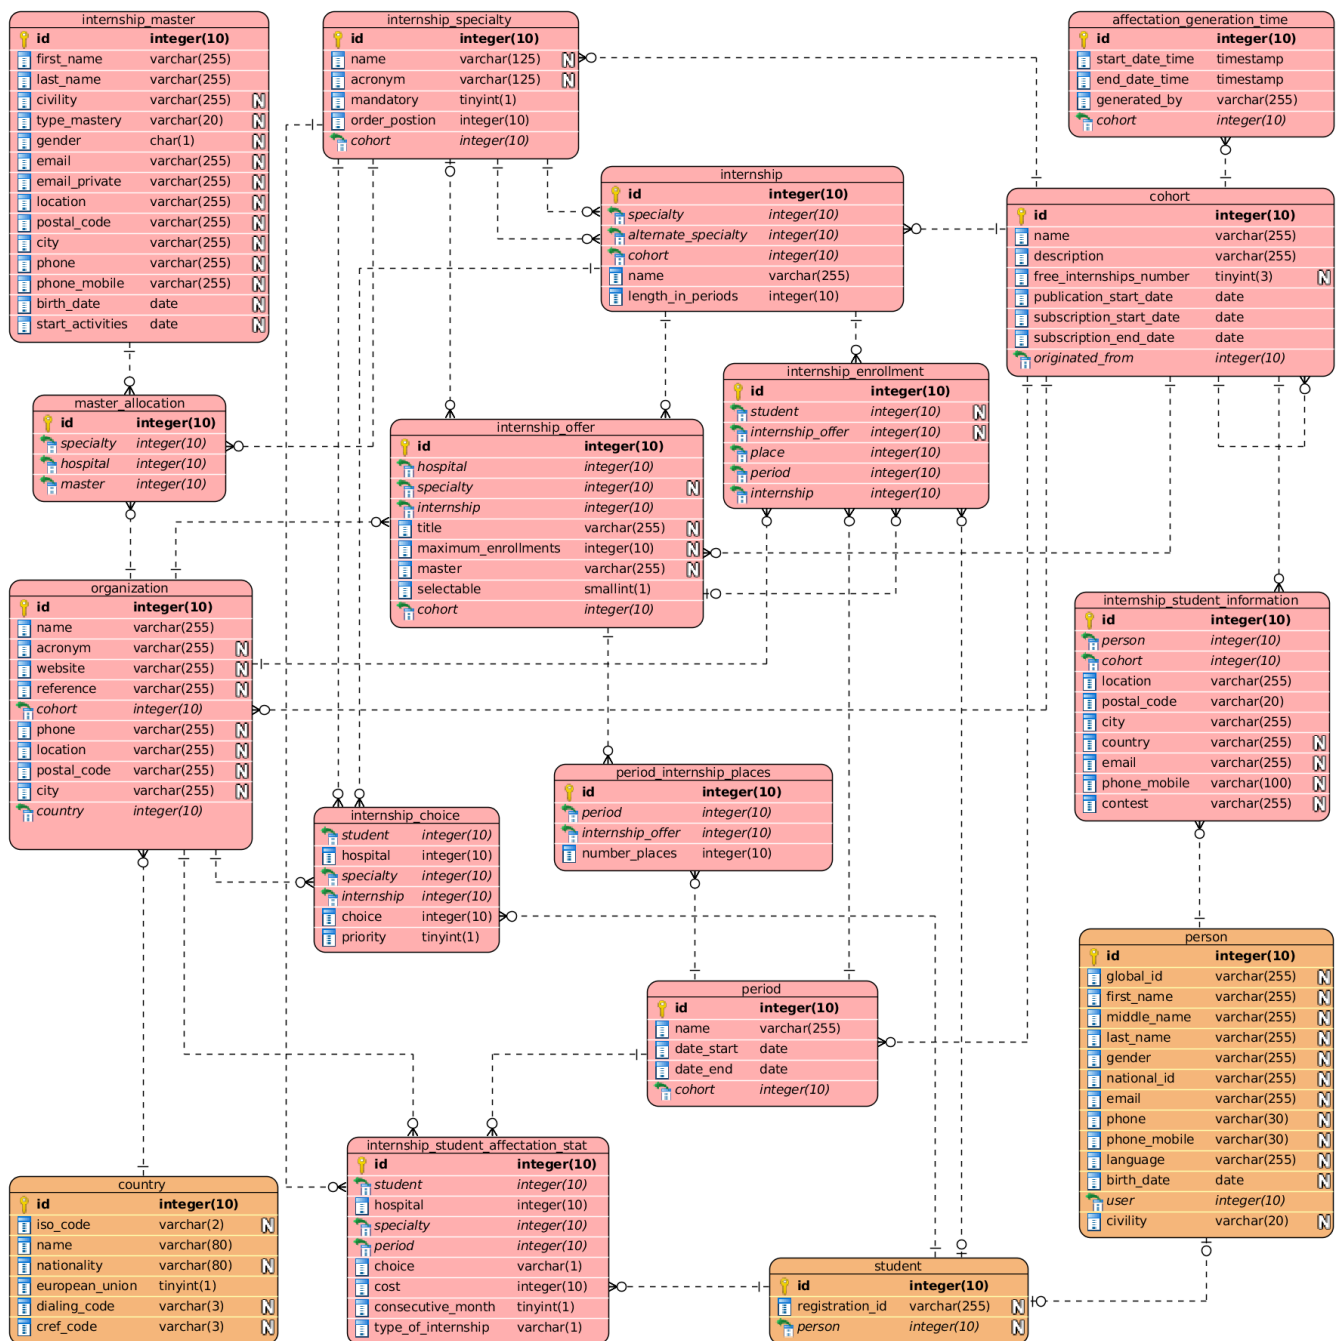 internship_master
id integer(10)
first_name varchar(255)
last_name varchar(255)
civility varchar(255) N
type_mastery varchar(20) N
gender char(1) N
email varchar(255) N
email_private varchar(255) N
location varchar(255) N
postal_code varchar(255) N
city varchar(255) N
phone varchar(255) N
phone_mobile varchar(255) N
birth_date date N
start_activities date N
internship_specialty
id integer(10)
name varchar(125) N
acronym varchar(125) N
mandatory tinyint(1)
order_postion integer(10)
cohort integer(10)
affectation_generation_time
id integer(10)
start_date_time timestamp
end_date_time timestamp
generated_by varchar(255)
cohort integer(10)
internship
id integer(10)
specialty integer(10)
alternate_specialty integer(10)
cohort integer(10)
name varchar(255)
length_in_periods integer(10)
cohort
id integer(10)
name varchar(255)
description varchar(255)
free_internships_number tinyint(3) N
publication_start_date date
subscription_start_date date
subscription_end_date date
originated_from integer(10)
master_allocation
id integer(10)
specialty integer(10)
hospital integer(10)
master integer(10)
internship_offer
id integer(10)
hospital integer(10)
specialty integer(10) N
internship integer(10)
title varchar(255) N
maximum_enrollments integer(10) N
master varchar(255) N
selectable smallint(1)
cohort integer(10)
internship_enrollment
id integer(10)
student integer(10) N
internship_offer integer(10) N
place integer(10)
period integer(10)
internship integer(10)
organization
id integer(10)
name varchar(255)
acronym varchar(255) N
website varchar(255) N
reference varchar(255) N
cohort integer(10)
phone varchar(255) N
location varchar(255) N
postal_code varchar(255) N
city varchar(255) N
country integer(10)
internship_student_information
id integer(10)
person integer(10)
cohort integer(10)
location varchar(255)
postal_code varchar(20)
city varchar(255)
country varchar(255) N
email varchar(255) N
phone_mobile varchar(100) N
contest varchar(255) N
internship_choice
student integer(10)
hospital integer(10)
specialty integer(10)
internship integer(10)
choice integer(10)
priority tinyint(1)
period_internship_places
id integer(10)
period integer(10)
internship_offer integer(10)
number_places integer(10)
period
id integer(10)
name varchar(255)
date_start date
date_end date
cohort integer(10)
person
id integer(10)
global_id varchar(255) N
first_name varchar(255) N
middle_name varchar(255) N
last_name varchar(255) N
gender varchar(255) N
national_id varchar(255) N
email varchar(255) N
phone varchar(30) N
phone_mobile varchar(30) N
language varchar(255) N
birth_date date N
user integer(10)
civility varchar(20) N
country
id integer(10)
iso_code varchar(2) N
name varchar(80)
nationality varchar(80) N
european_union tinyint(1)
dialing_code varchar(3) N
cref_code varchar(3) N
internship_student_affectation_stat
id integer(10)
student integer(10)
hospital integer(10)
specialty integer(10)
period integer(10)
choice varchar(1)
cost integer(10)
consecutive_month tinyint(1)
type_of_internship varchar(1)
student
id integer(10)
registration_id varchar(255) N
person integer(10) N